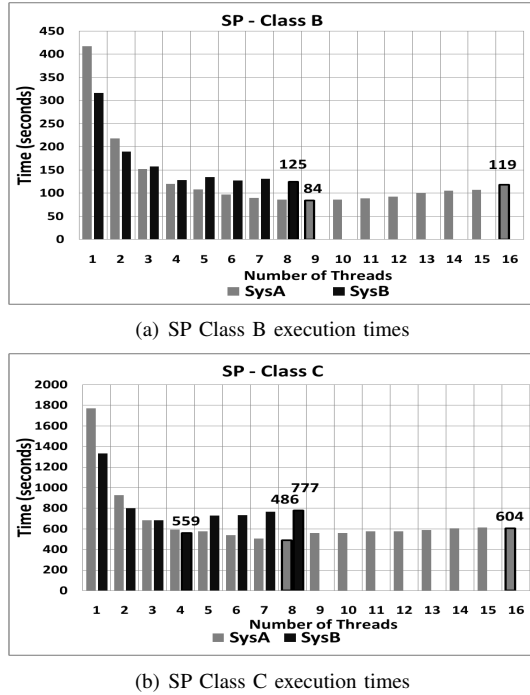 SP - Class B
450
400
350
300
250
200
150
100
50
0
Time (seconds)
125
84
119
1 2 3 4 5 6 7 8 9 10 11 12 13 14 15 16
Number of Threads
SysA SysB
(a) SP Class B execution times
SP - Class C
2000
1800
1600
1400
1200
1000
800
600
400
200
0
Time (seconds)
559
486
777
604
1 2 3 4 5 6 7 8 9 10 11 12 13 14 15 16
Number of Threads
SysA SysB
(b) SP Class C execution times